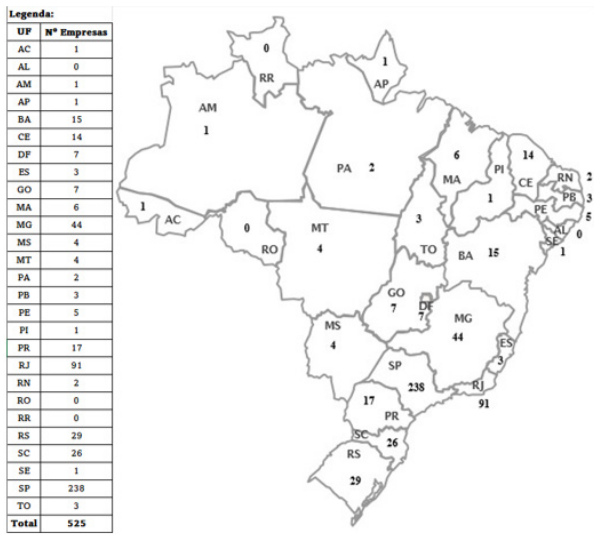 Legenda:
UF Nº Empresas
AC 1
AL 0
AM 1
AP 1
BA 15
CE 14
DF 7
ES 3
GO 7
MA 6
MG 44
MS 4
MT 4
PA 2
PB 3
PE 5
PI 1
PR 17
RJ 91
RN 2
RO 0
RR 0
RS 29
SC 26
SE 1
SP 238
TO 3
Total 525
0
RR
1
AP
AM
1
PA 2
6
MA
PI
1
14
CE
RN 2
PB 3
PE 5
AL 0
SE 1
1 AC
0
RO
MT
4
3
TO
BA 15
GO
7
DF
7
MG
44
ES
3
MS
4
SP
238
RJ
91
17
PR
SC 26
RS
29